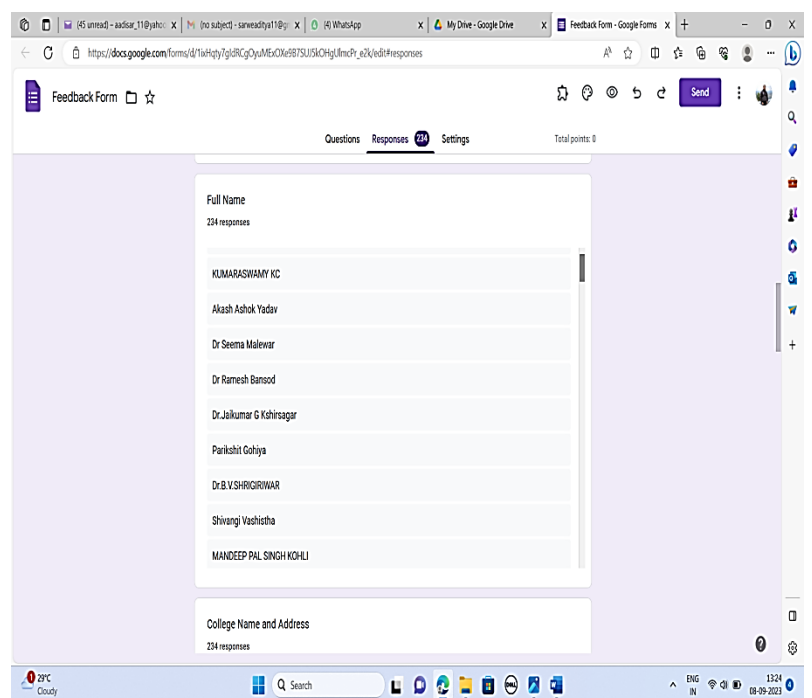 (45 unread) - aadisar_11@yahoo
(no subject) - sarweaditya11@g
(4) WhatsApp
My Drive - Google Drive
Feedback Form - Google Forms
https://docs.google.com/forms/d/1ixHqty7gIdRCgOyuMExOXe9B7SUJ5kOHgUlmcPr_e2k/edit#responses
Feedback Form
Send
Questions Responses 234 Settings Total points: 0
Full Name
234 responses
KUMARASWAMY KC
Akash Ashok Yadav
Dr Seema Malewar
Dr Ramesh Bansod
Dr.Jaikumar G Kshirsagar
Parikshit Gohiya
Dr.B.V.SHRIGIRIWAR
Shivangi Vashistha
MANDEEP PAL SINGH KOHLI
College Name and Address
234 responses
29°C
Cloudy
Search
ENG
IN
13:24
08-09-2023